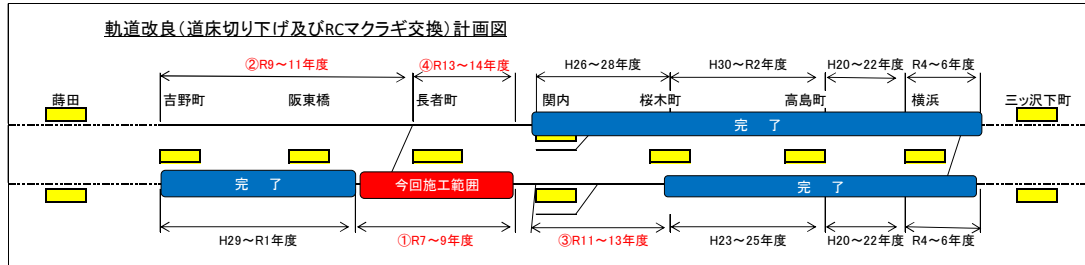 軌道改良(道床切り下げ及びRCマクラギ交換)計画図
②R9～11年度 ④R13～14年度 H26～28年度 H30～R2年度 H20～22年度 R4～6年度
蒔田 吉野町 阪東橋 長者町 関内 桜木町 高島町 横浜 三ッ沢下町
完 了
完 了 今回施工範囲 完 了
H29～R1年度 ①R7～9年度 ③R11～13年度 H23～25年度 H20～22年度 R4～6年度